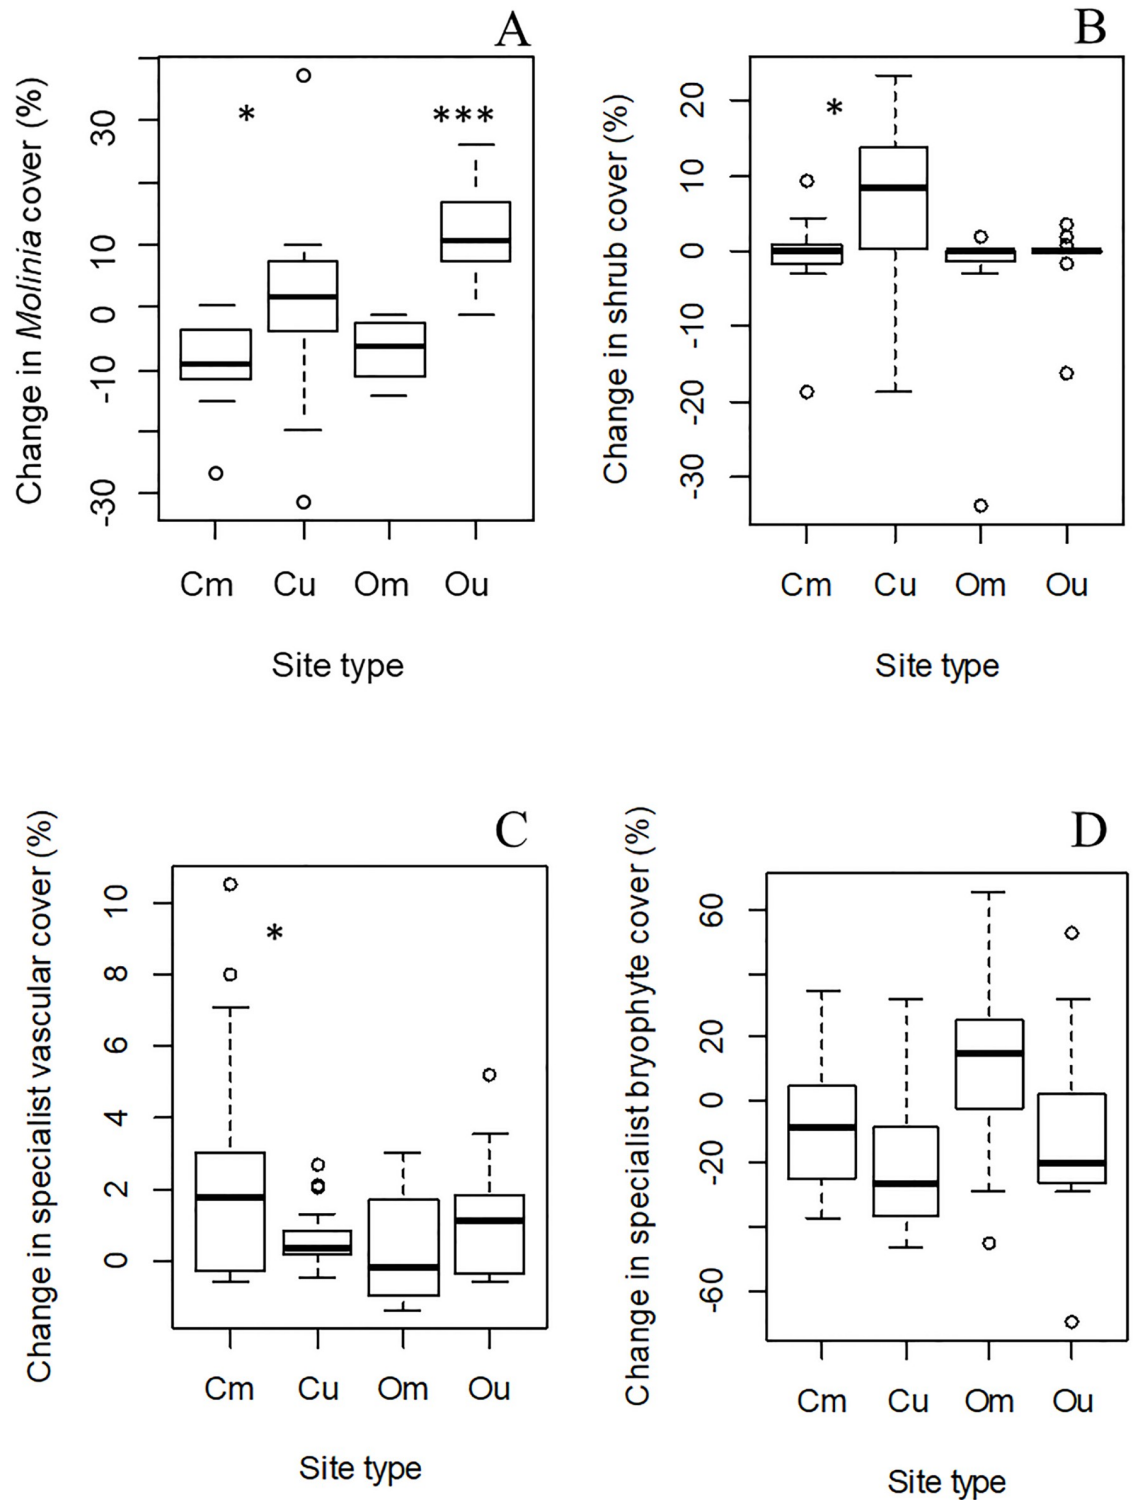 A
Change in Molinia cover (%)
30
10
0
-10
-30
*
***
Cm Cu Om Ou
Site type
B
Change in shrub cover (%)
20
10
0
-10
-20
-30
*
Cm Cu Om Ou
Site type
C
Change in specialist vascular cover (%)
10
8
6
4
2
0
*
Cm Cu Om Ou
Site type
D
Change in specialist bryophyte cover (%)
60
20
0
-20
-60
Cm Cu Om Ou
Site type